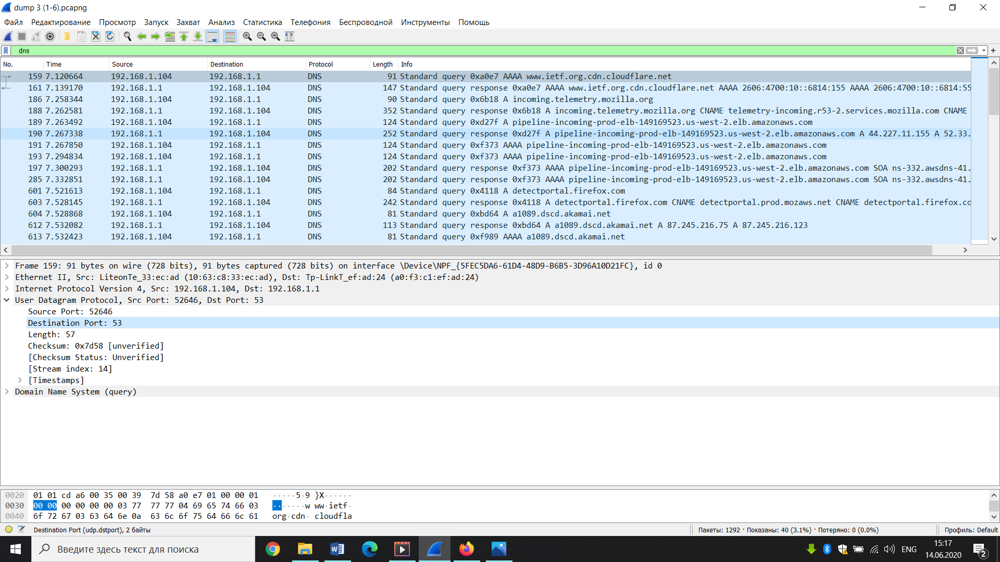 dump 3 (1-6).pcapng
Файл Редактирование Просмотр Запуск Захват Анализ Статистика Телефония Беспроводной Инструменты Помощь
dns
No. Time Source Destination Protocol Length Info
159 7.120664 192.168.1.104 192.168.1.1 DNS 91 Standard query 0xa0e7 AAAA www.ietf.org.cdn.cloudflare.net
161 7.139170 192.168.1.1 192.168.1.104 DNS 147 Standard query response 0xa0e7 AAAA www.ietf.org.cdn.cloudflare.net AAAA 2606:4700:10::6814:155 AAAA 2606:4700:10::6814:55
186 7.258344 192.168.1.104 192.168.1.1 DNS 90 Standard query 0x6b18 A incoming.telemetry.mozilla.org
188 7.262581 192.168.1.1 192.168.1.104 DNS 352 Standard query response 0x6b18 A incoming.telemetry.mozilla.org CNAME telemetry-incoming.r53-2.services.mozilla.com CNAME
189 7.263492 192.168.1.104 192.168.1.1 DNS 124 Standard query 0xd27f A pipeline-incoming-prod-elb-149169523.us-west-2.elb.amazonaws.com
190 7.267338 192.168.1.1 192.168.1.104 DNS 252 Standard query response 0xd27f A pipeline-incoming-prod-elb-149169523.us-west-2.elb.amazonaws.com A 44.227.11.155 A 52.33.
191 7.267850 192.168.1.104 192.168.1.1 DNS 124 Standard query 0xf373 AAAA pipeline-incoming-prod-elb-149169523.us-west-2.elb.amazonaws.com
193 7.294834 192.168.1.104 192.168.1.1 DNS 124 Standard query 0xf373 AAAA pipeline-incoming-prod-elb-149169523.us-west-2.elb.amazonaws.com
197 7.300293 192.168.1.1 192.168.1.104 DNS 202 Standard query response 0xf373 AAAA pipeline-incoming-prod-elb-149169523.us-west-2.elb.amazonaws.com SOA ns-332.awsdns-41.
285 7.332851 192.168.1.1 192.168.1.104 DNS 202 Standard query response 0xf373 AAAA pipeline-incoming-prod-elb-149169523.us-west-2.elb.amazonaws.com SOA ns-332.awsdns-41.
601 7.521613 192.168.1.104 192.168.1.1 DNS 84 Standard query 0x4118 A detectportal.firefox.com
603 7.528145 192.168.1.1 192.168.1.104 DNS 242 Standard query response 0x4118 A detectportal.firefox.com CNAME detectportal.prod.mozaws.net CNAME detectportal.firefox.co
604 7.528868 192.168.1.104 192.168.1.1 DNS 81 Standard query 0xbd64 A a1089.dscd.akamai.net
612 7.532082 192.168.1.1 192.168.1.104 DNS 113 Standard query response 0xbd64 A a1089.dscd.akamai.net A 87.245.216.75 A 87.245.216.123
613 7.532423 192.168.1.104 192.168.1.1 DNS 81 Standard query 0xf989 AAAA a1089.dscd.akamai.net
Frame 159: 91 bytes on wire (728 bits), 91 bytes captured (728 bits) on interface \Device\NPF_{5FEC5DA6-61D4-48D9-B6B5-3D96A10D21FC}, id 0
Ethernet II, Src: LiteonTe_33:ec:ad (10:63:c8:33:ec:ad), Dst: Tp-LinkT_ef:ad:24 (a0:f3:c1:ef:ad:24)
Internet Protocol Version 4, Src: 192.168.1.104, Dst: 192.168.1.1
User Datagram Protocol, Src Port: 52646, Dst Port: 53
Source Port: 52646
Destination Port: 53
Length: 57
Checksum: 0x7d58 [unverified]
[Checksum Status: Unverified]
[Stream index: 14]
[Timestamps]
Domain Name System (query)
0020 01 01 cd a6 00 35 00 39 7d 58 a0 e7 01 00 00 01 ·····5·9 }X······
0030 00 00 00 00 00 00 03 77 77 77 04 69 65 74 66 03 ·······w ww·ietf·
0040 6f 72 67 03 63 64 6e 0a 63 6c 6f 75 64 66 6c 61 org·cdn· cloudfla
Destination Port (udp.dstport), 2 байты
Пакеты: 1292 · Показаны: 40 (3.1%) · Потеряно: 0 (0.0%)
Профиль: Default
Введите здесь текст для поиска
ENG
15:17
14.06.2020
2